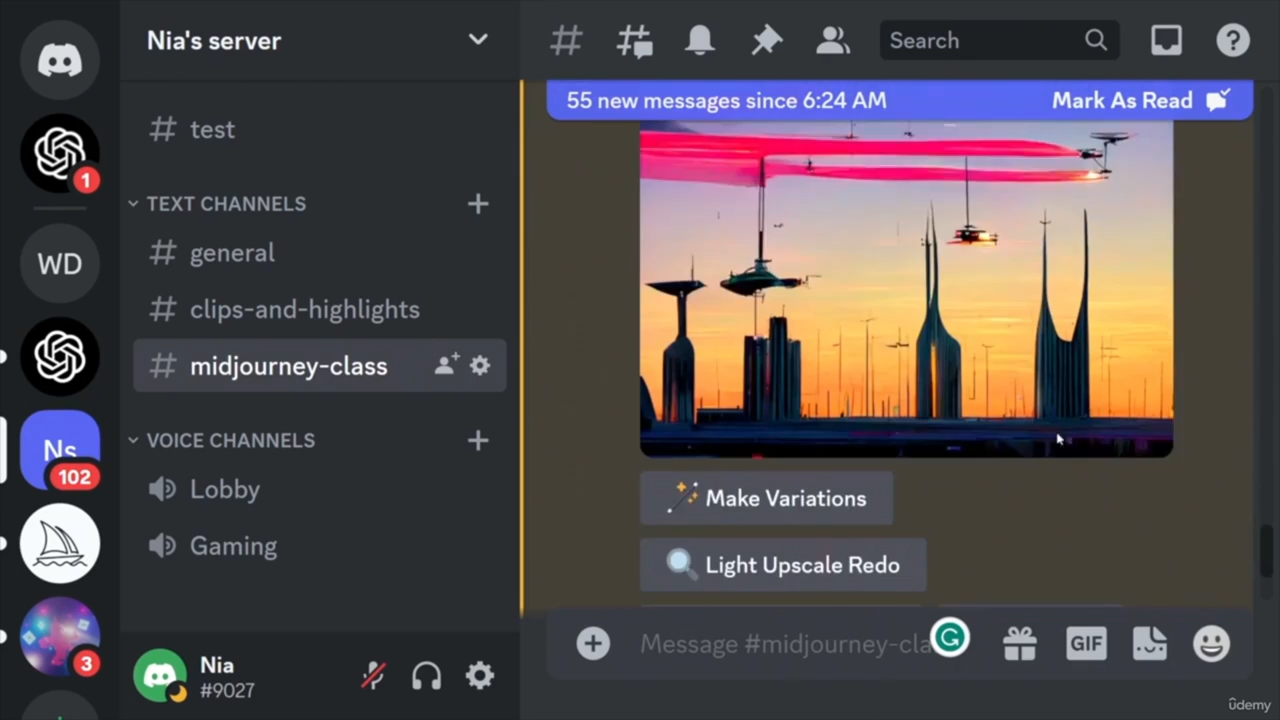 Nia's server
Search
55 new messages since 6:24 AM
Mark As Read
test
1
TEXT CHANNELS
general
WD
clips-and-highlights
midjourney-class
VOICE CHANNELS
Ns
102
Lobby
Make Variations
Gaming
Light Upscale Redo
3
Nia
#9027
Message #midjourney-cla
GIF
ûdemy